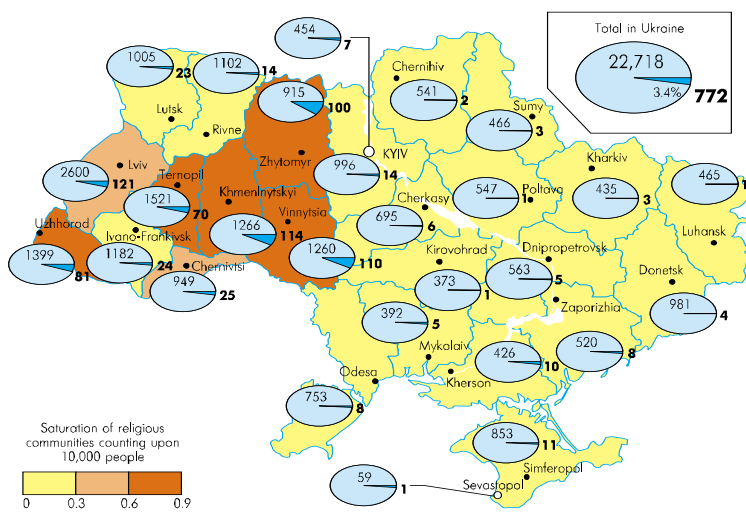 454
7
Total in Ukraine
22,718
3.4%
772
1005
23
1102
14
915
100
Chernihiv
541
2
466
3
Sumy
Lutsk
Rivne
Zhytomyr
KYIV
996
14
Kharkiv
435
3
465
1
Lviv
2600
121
Ternopil
1521
70
Khmenlnytskyi
1266
114
Vinnytsia
1260
110
547
1
Poltava
Cherkasy
695
6
Luhansk
Uzhhorod
1399
81
Ivano-Frankivsk
1182
24
Chernivtsi
949
25
Kirovohrad
373
1
Dnipropetrovsk
563
5
Donetsk
981
4
Zaporizhia
392
5
Mykolaiv
426
10
520
8
Odesa
Kherson
753
8
853
11
Simferopol
Sevastopol
59
1
Saturation of religious
communities counting upon
10,000 people
0 0.3 0.6 0.9